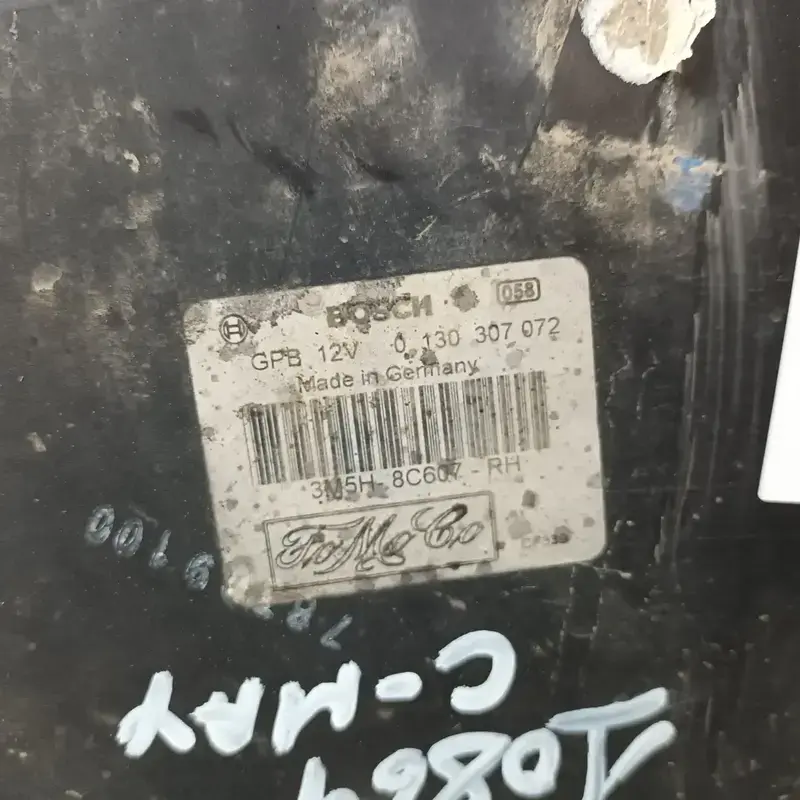 BOSCH 058
GPB 12V 0 130 307 072
Made in Germany
3M5H-8C607-RH
FoMoCo
C-MAX